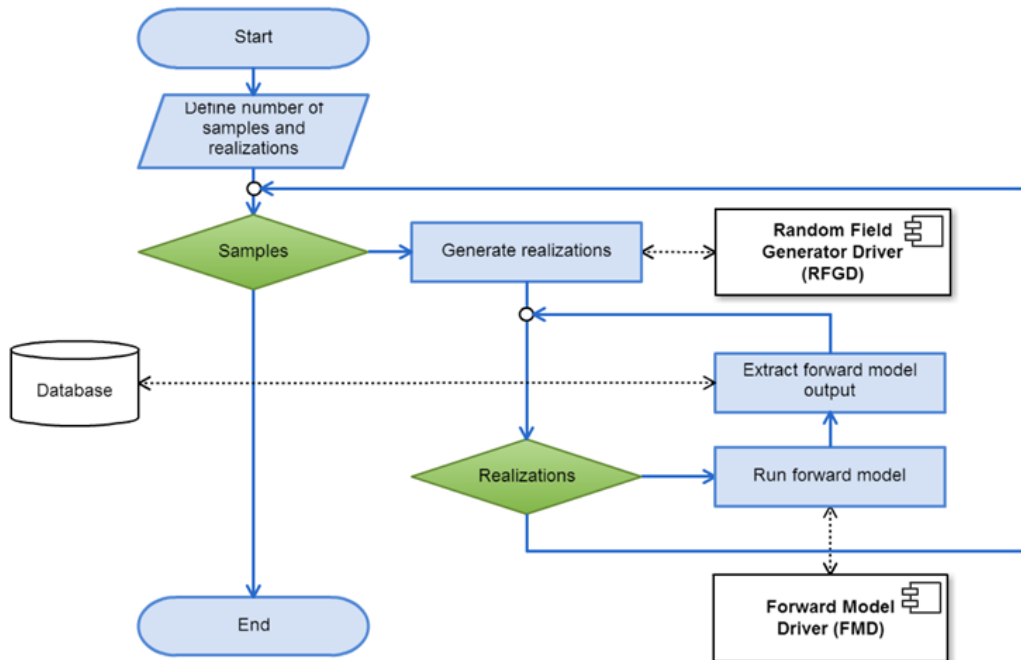 Start
Define number of
samples and
realizations
Samples
Generate realizations
Random Field
Generator Driver
(RFGD)
Database
Extract forward model
output
Realizations
Run forward model
End
Forward Model
Driver (FMD)